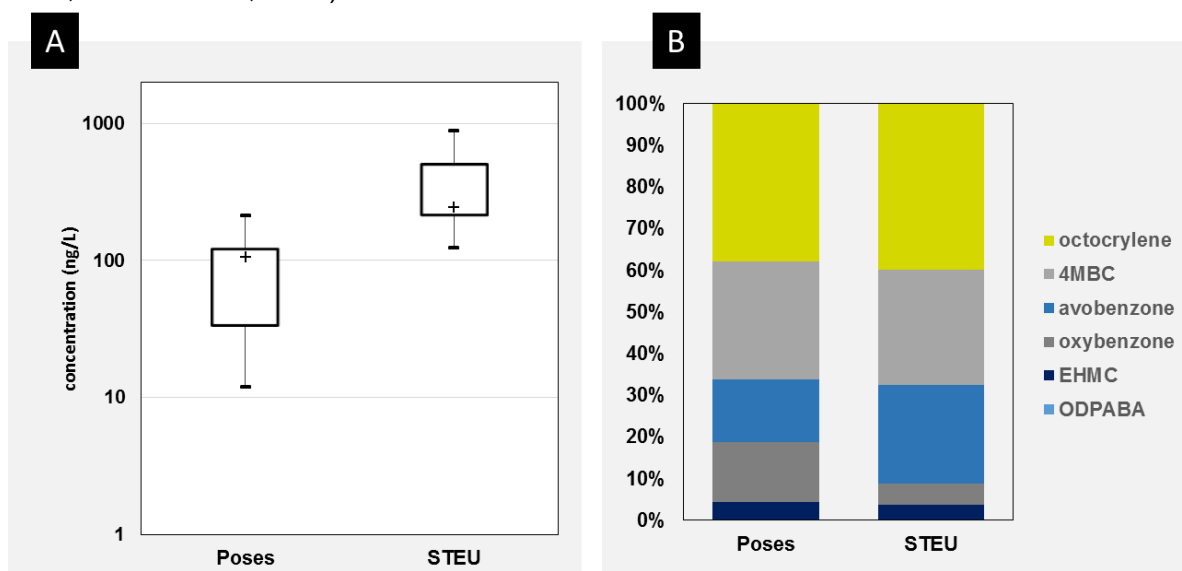 A
1000
100
10
1
concentration (ng/L)
Poses STEU
B
100%
90%
80%
70%
60%
50%
40%
30%
20%
10%
0%
Poses STEU
octocrylene
4MBC
avobenzone
oxybenzone
EHMC
ODPABA